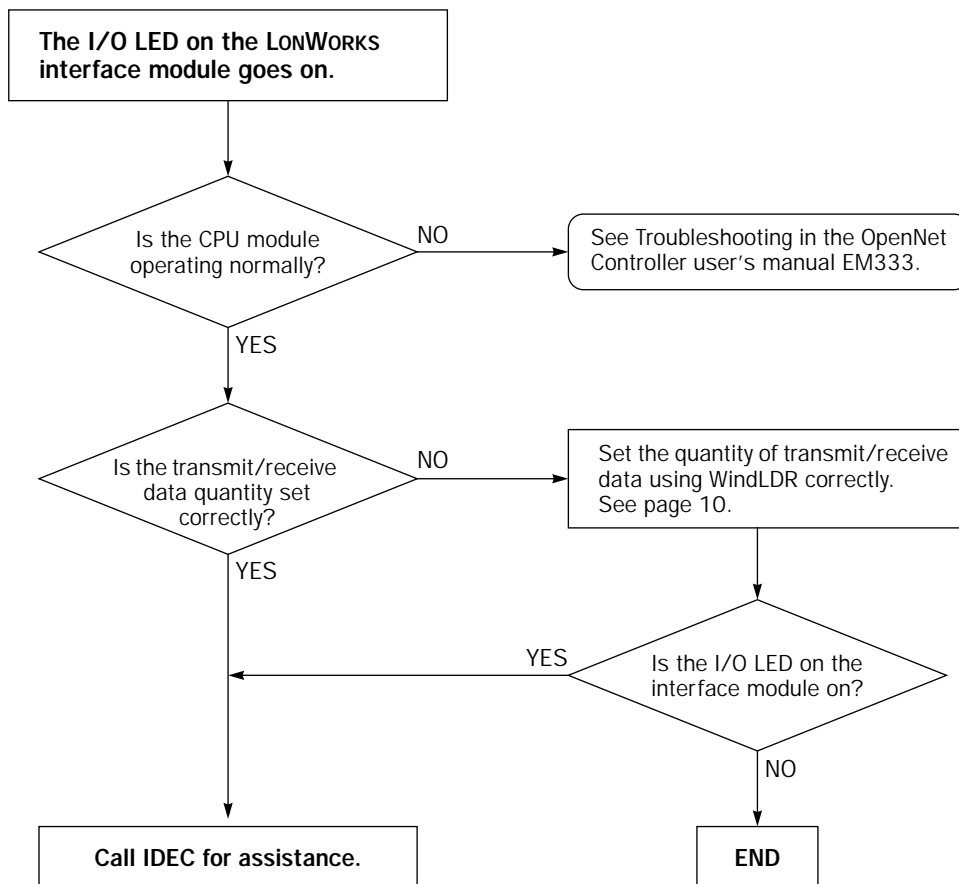 The I/O LED on the LONWORKS
interface module goes on.
Is the CPU module
operating normally?
NO
See Troubleshooting in the OpenNet
Controller user's manual EM333.
YES
Is the transmit/receive
data quantity set
correctly?
NO
Set the quantity of transmit/receive
data using WindLDR correctly.
See page 10.
YES
YES
Is the I/O LED on the
interface module on?
NO
Call IDEC for assistance.
END